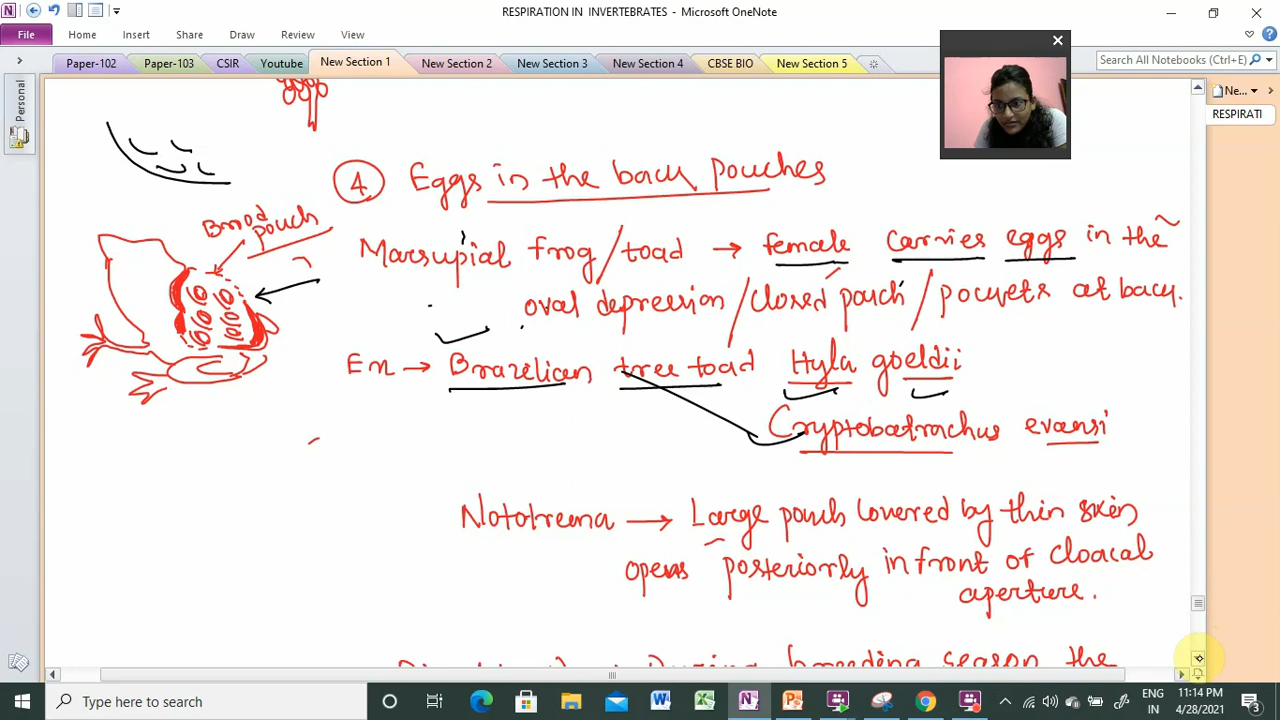 RESPIRATION IN INVERTEBRATES - Microsoft OneNote
File Home Insert Share Draw Review View
Paper-102 Paper-103 CSIR Youtube New Section 1 New Section 2 New Section 3 New Section 4 CBSE BIO New Section 5
Search All Notebooks (Ctrl+E)
Ne...
Personal
RESPIRATI
④ Eggs in the back pouches
Brood pouch
Marsupial frog/toad → female carries eggs in the
oval depression/closed pouch/pockets at back.
Ex → Brazelian tree toad Hyla goeldii
Cryptobatrachus evansi
Nototrema → Large pouch covered by thin skin
opens posteriorly in front of cloacal
aperture.
During breeding season the
Type here to search
ENG
IN
11:14 PM
4/28/2021
3